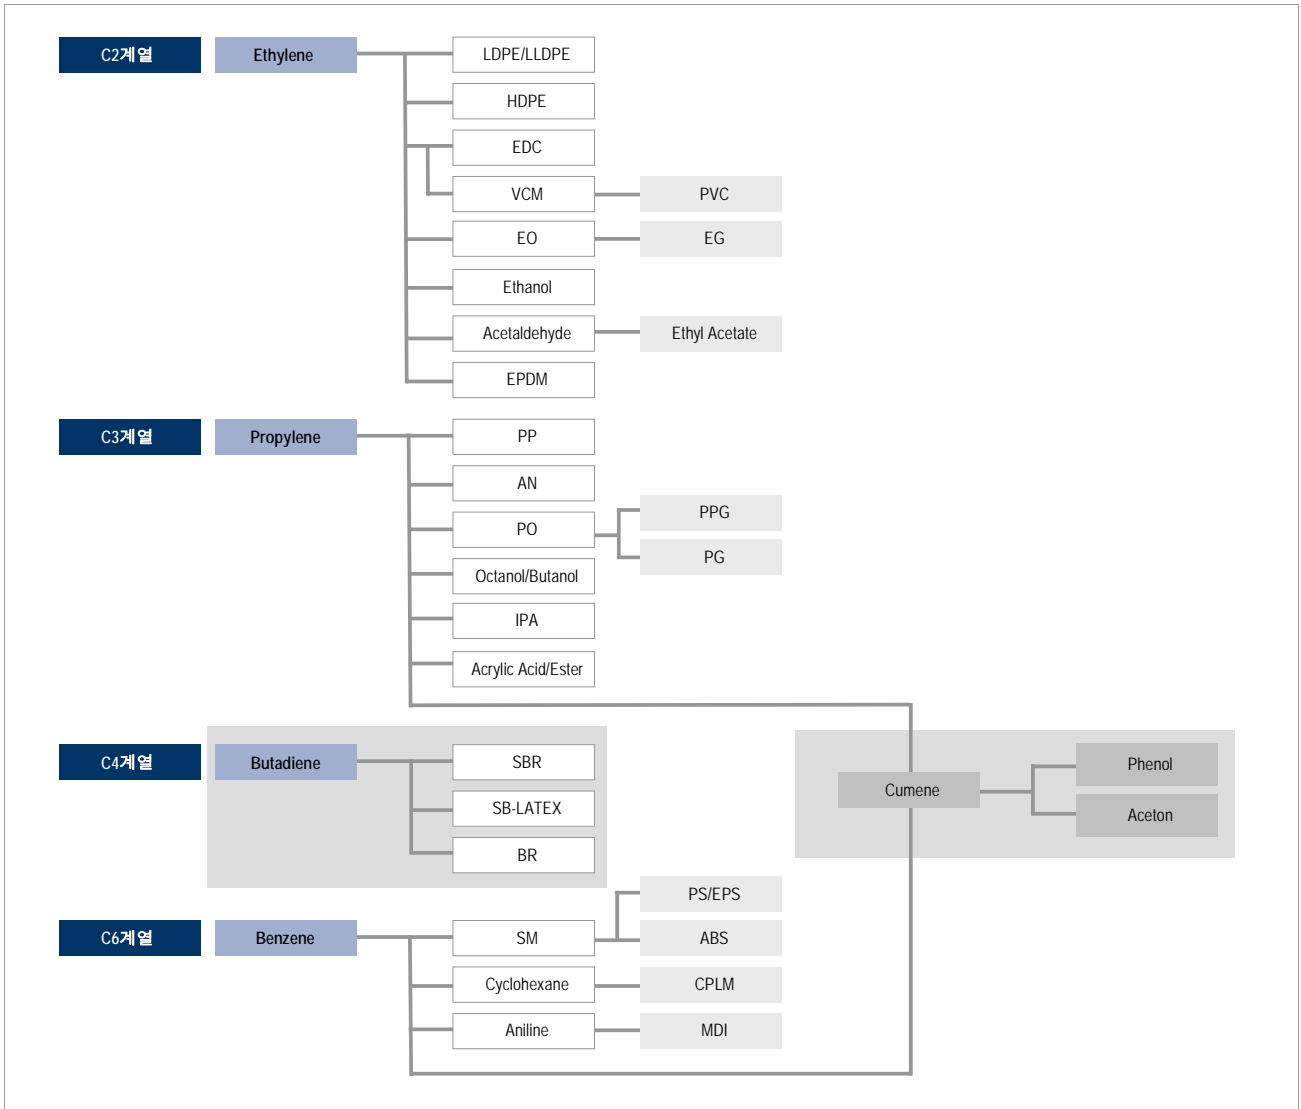 C2계열
Ethylene
LDPE/LLDPE
HDPE
EDC
VCM
PVC
EO
EG
Ethanol
Acetaldehyde
Ethyl Acetate
EPDM
C3계열
Propylene
PP
AN
PO
PPG
PG
Octanol/Butanol
IPA
Acrylic Acid/Ester
C4계열
Butadiene
SBR
SB-LATEX
BR
Cumene
Phenol
Aceton
C6계열
Benzene
SM
PS/EPS
ABS
Cyclohexane
CPLM
Aniline
MDI